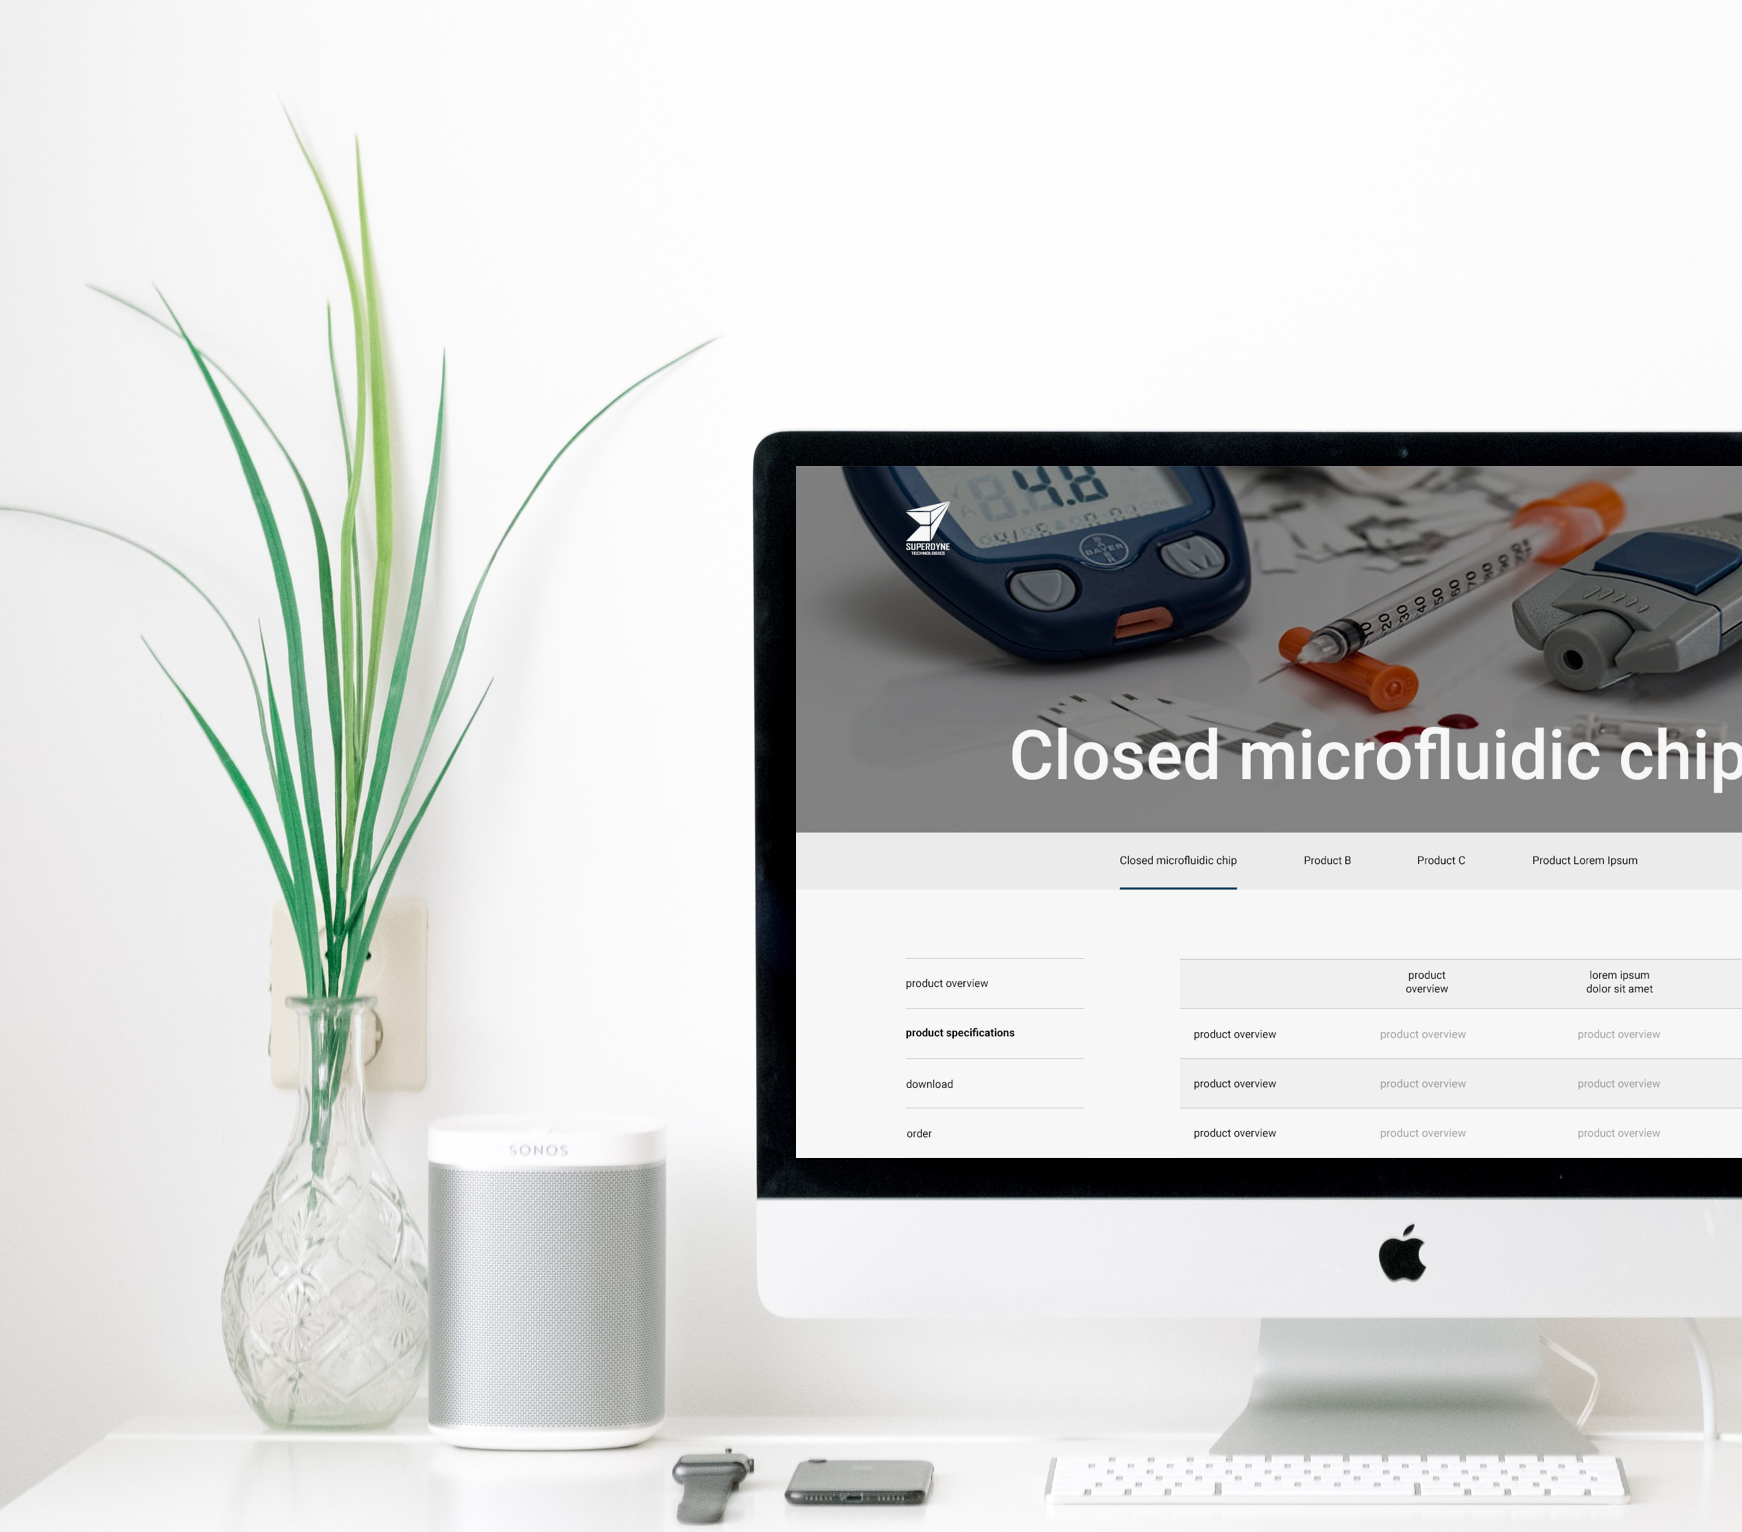 4.8
BAYER
M
SUPERDYNE
TECHNOLOGIES
10 20 30 40 50 60 70 80 90
Closed microfluidic chip
Closed microfluidic chip Product B Product C Product Lorem Ipsum
product overview
product specifications
download
order
product
overview
lorem ipsum
dolor sit amet
product overview product overview product overview
product overview product overview product overview
product overview product overview product overview
SONOS